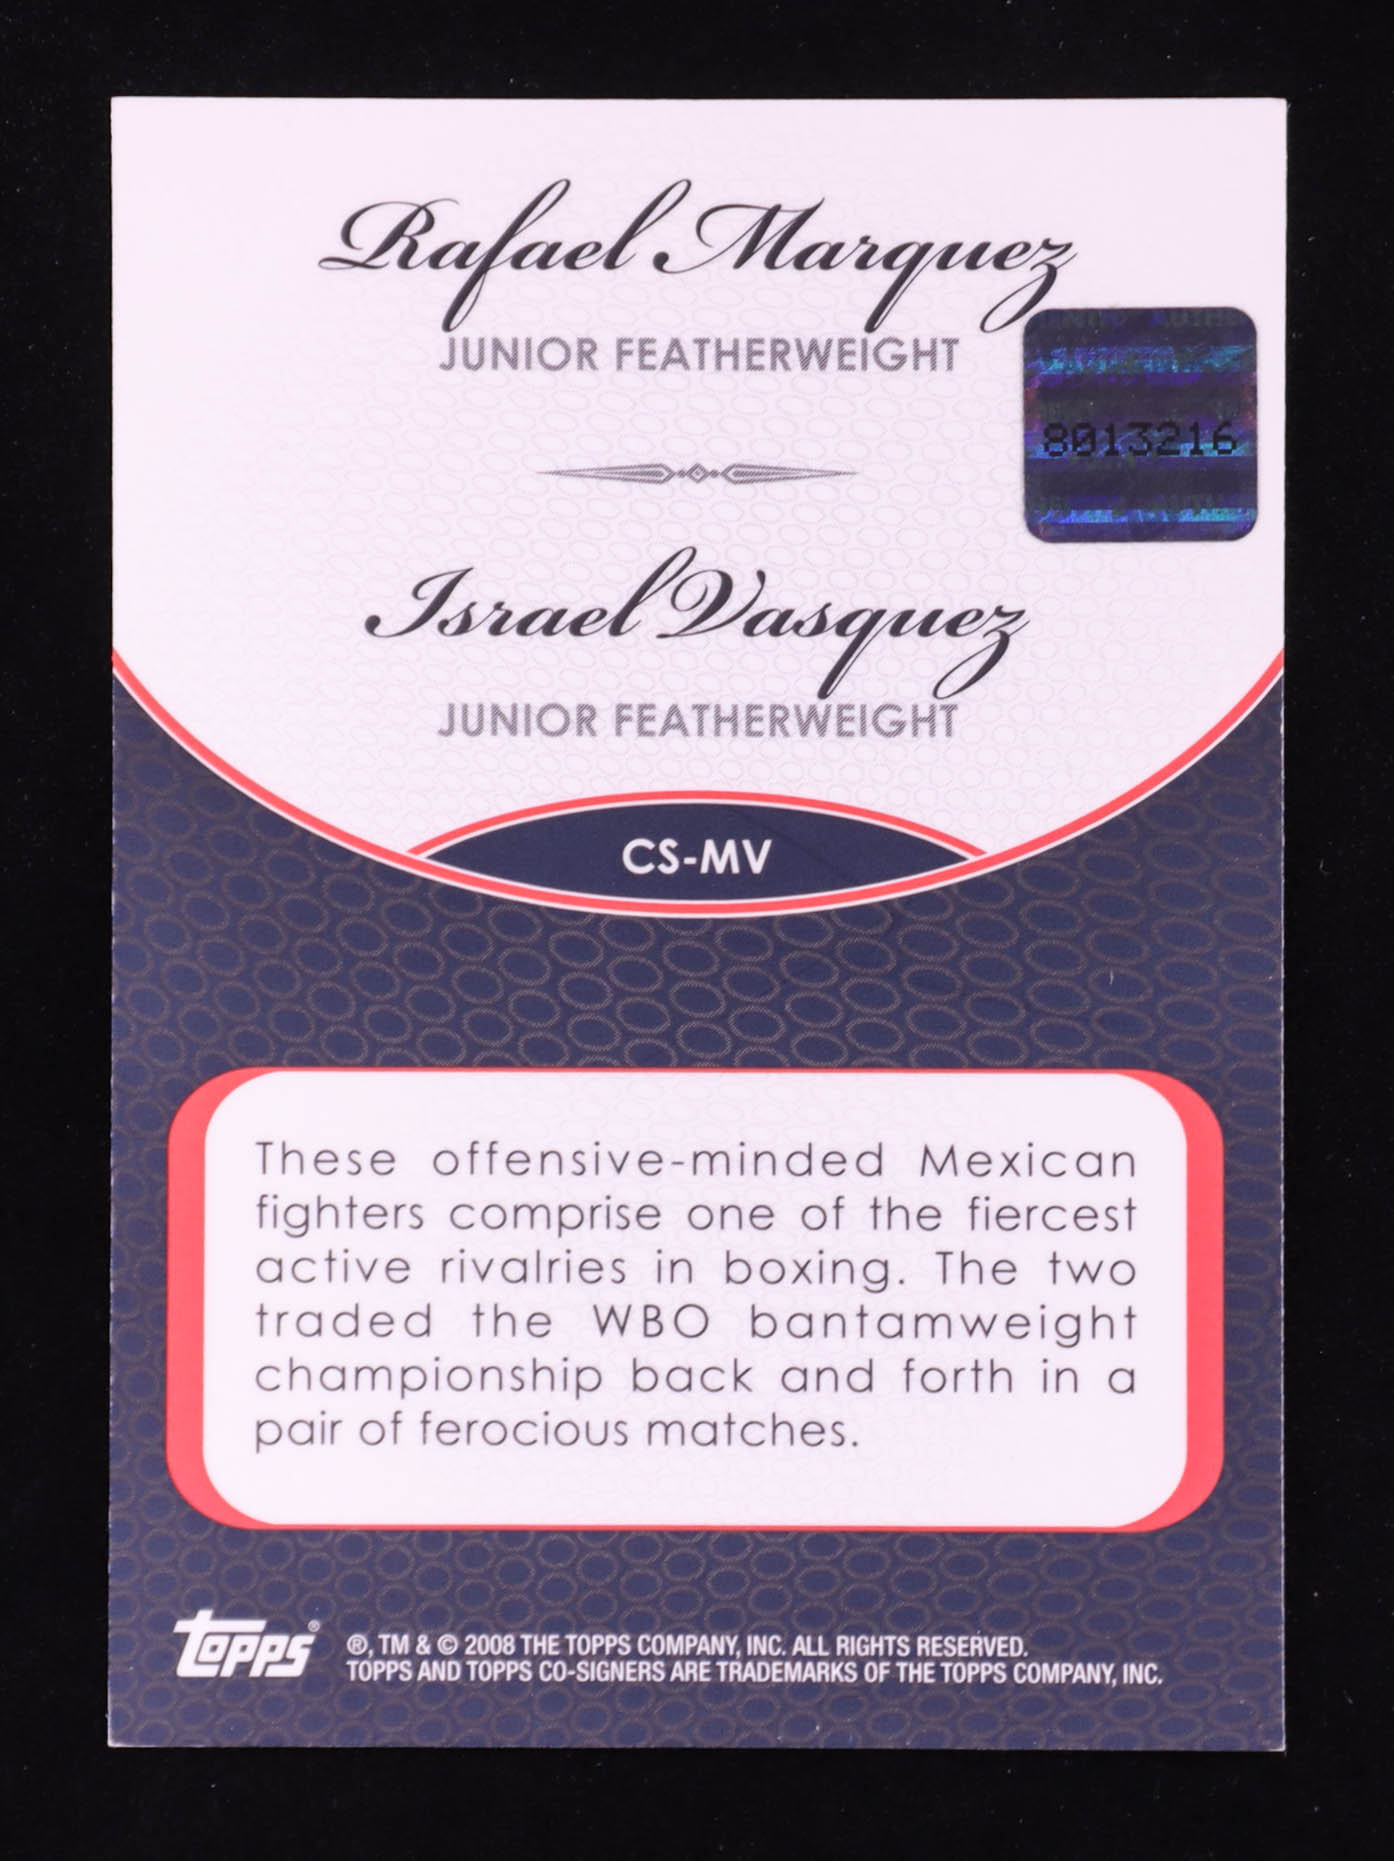 Rafael Marquez
JUNIOR FEATHERWEIGHT
8013216
Israel Vasquez
JUNIOR FEATHERWEIGHT
CS-MV
These offensive-minded Mexican
fighters comprise one of the fiercest
active rivalries in boxing. The two
traded the WBO bantamweight
championship back and forth in a
pair of ferocious matches.
Topps®
®, TM & © 2008 THE TOPPS COMPANY, INC. ALL RIGHTS RESERVED.
TOPPS AND TOPPS CO-SIGNERS ARE TRADEMARKS OF THE TOPPS COMPANY, INC.